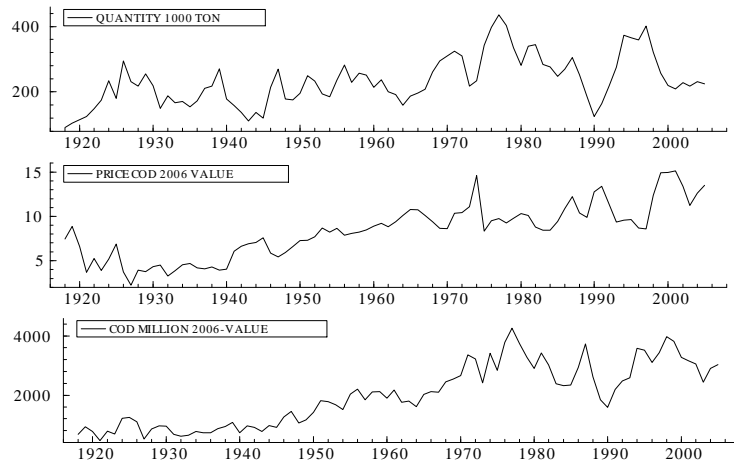 QUANTITY 1000 TON
400
200
1920 1930 1940 1950 1960 1970 1980 1990 2000
PRICECOD 2006 VALUE
15
10
5
1920 1930 1940 1950 1960 1970 1980 1990 2000
COD MILLION 2006-VALUE
4000
2000
1920 1930 1940 1950 1960 1970 1980 1990 2000